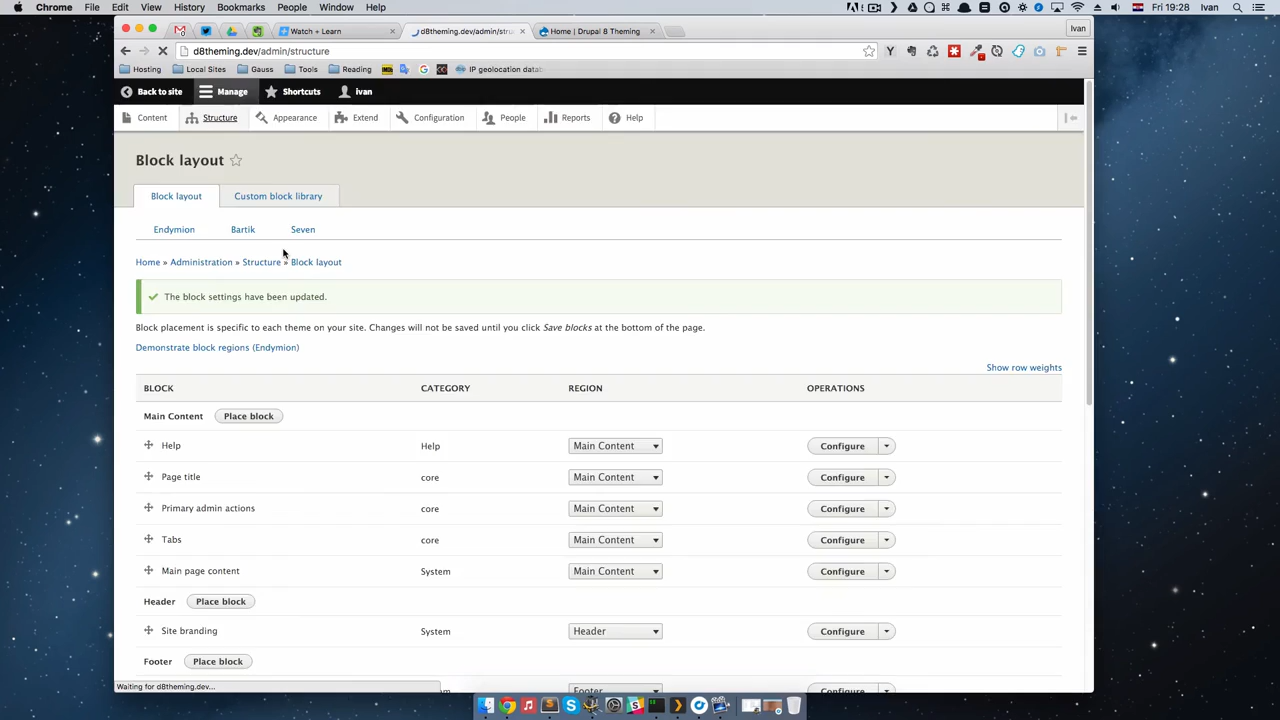 Chrome File Edit View History Bookmarks People Window Help Fri 19:28 Ivan
Watch + Learn d8theming.dev/admin/stru Home | Drupal 8 Theming Ivan
d8theming.dev/admin/structure
Hosting Local Sites Gauss Tools Reading IP geolocation datab
Back to site Manage Shortcuts ivan
Content Structure Appearance Extend Configuration People Reports Help
Block layout
Block layout Custom block library
Endymion Bartik Seven
Home » Administration » Structure » Block layout
The block settings have been updated.
Block placement is specific to each theme on your site. Changes will not be saved until you click Save blocks at the bottom of the page.
Demonstrate block regions (Endymion)
Show row weights
BLOCK CATEGORY REGION OPERATIONS
Main Content Place block
Help Help Main Content Configure
Page title core Main Content Configure
Primary admin actions core Main Content Configure
Tabs core Main Content Configure
Main page content System Main Content Configure
Header Place block
Site branding System Header Configure
Footer Place block
Footer Configure
Waiting for d8theming.dev...